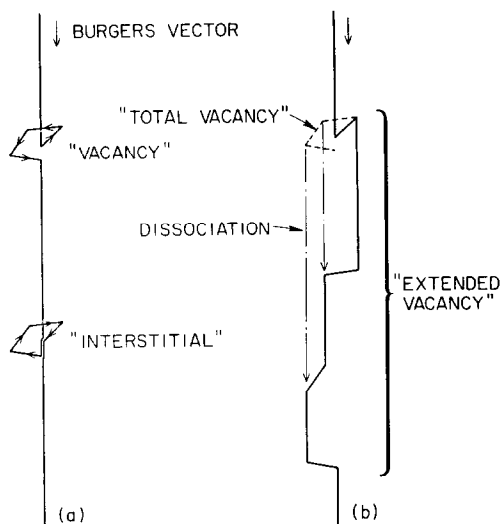 BURGERS VECTOR
"TOTAL VACANCY"
"VACANCY"
DISSOCIATION
"EXTENDED
VACANCY"
"INTERSTITIAL"
(a)
(b)